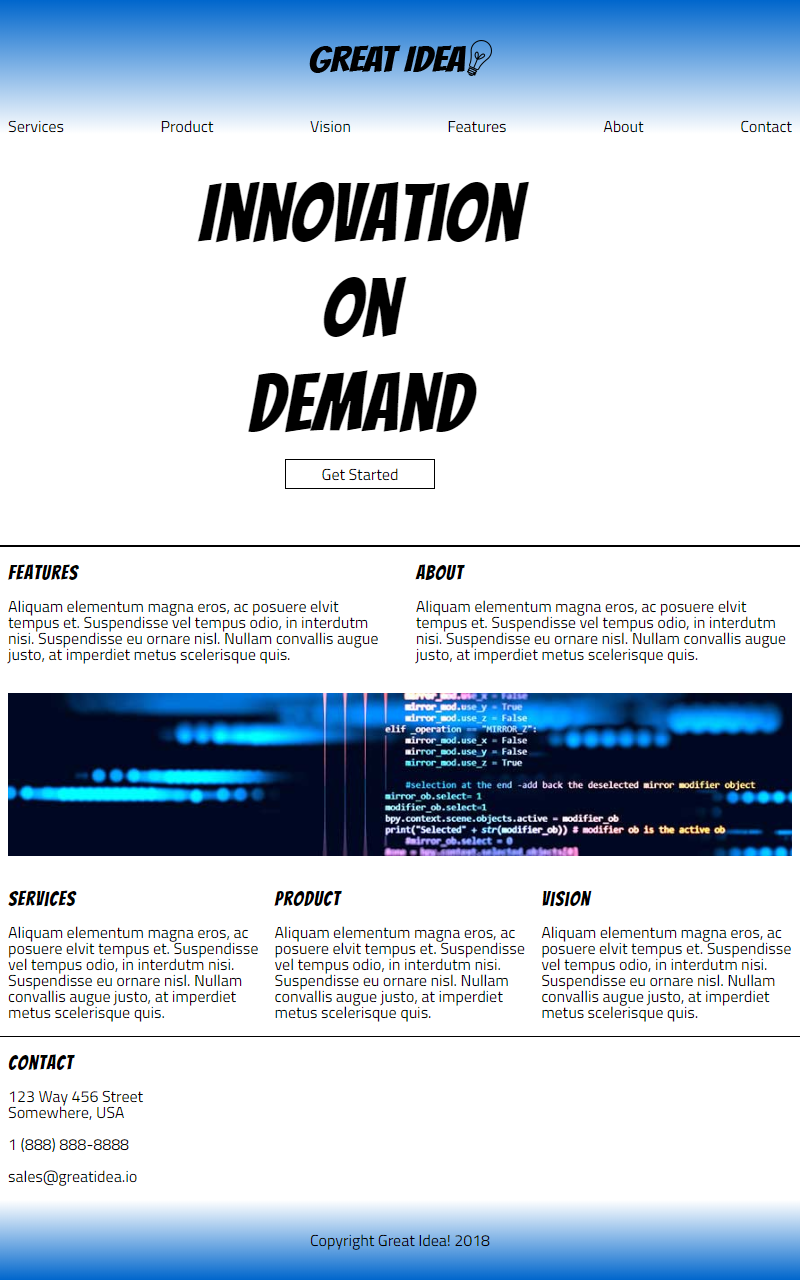 GREAT IDEA
Services Product Vision Features About Contact
INNOVATION
ON
DEMAND
Get Started
FEATURES
Aliquam elementum magna eros, ac posuere elvit
tempus et. Suspendisse vel tempus odio, in interdutm
nisi. Suspendisse eu ornare nisl. Nullam convallis augue
justo, at imperdiet metus scelerisque quis.
ABOUT
Aliquam elementum magna eros, ac posuere elvit
tempus et. Suspendisse vel tempus odio, in interdutm
nisi. Suspendisse eu ornare nisl. Nullam convallis augue
justo, at imperdiet metus scelerisque quis.
mirror_mod.use_x = False
mirror_mod.use_y = True
mirror_mod.use_z = False
elif _operation == "MIRROR_Z":
mirror_mod.use_x = False
mirror_mod.use_y = False
mirror_mod.use_z = True
#selection at the end -add back the deselected mirror modifier object
mirror_ob.select= 1
modifier_ob.select=1
bpy.context.scene.objects.active = modifier_ob
print("Selected" + str(modifier_ob)) # modifier ob is the active ob
#mirror_ob.select = 0
= bpy.context.selected_objects[0]
SERVICES
Aliquam elementum magna eros, ac
posuere elvit tempus et. Suspendisse
vel tempus odio, in interdutm nisi.
Suspendisse eu ornare nisl. Nullam
convallis augue justo, at imperdiet
metus scelerisque quis.
PRODUCT
Aliquam elementum magna eros, ac
posuere elvit tempus et. Suspendisse
vel tempus odio, in interdutm nisi.
Suspendisse eu ornare nisl. Nullam
convallis augue justo, at imperdiet
metus scelerisque quis.
VISION
Aliquam elementum magna eros, ac
posuere elvit tempus et. Suspendisse
vel tempus odio, in interdutm nisi.
Suspendisse eu ornare nisl. Nullam
convallis augue justo, at imperdiet
metus scelerisque quis.
CONTACT
123 Way 456 Street
Somewhere, USA
1 (888) 888-8888
sales@greatidea.io
Copyright Great Idea! 2018